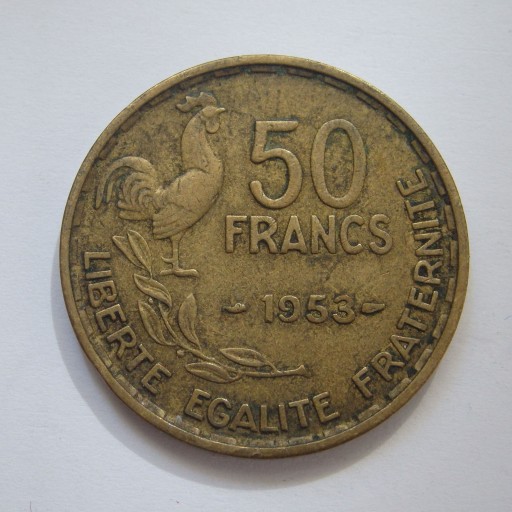 50
FRANCS
1953
LIBERTE EGALITE FRATERNITE